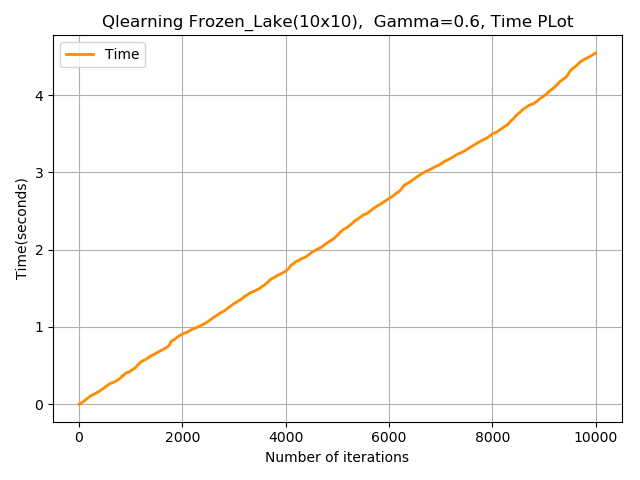 Qlearning Frozen_Lake(10x10),  Gamma=0.6, Time PLot
Time
4
3
2
1
0
Time(seconds)
0 2000 4000 6000 8000 10000
Number of iterations